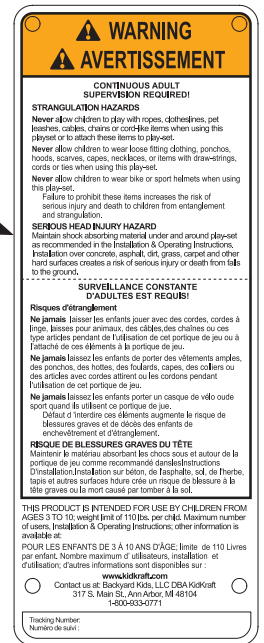 WARNING
AVERTISSEMENT
CONTINUOUS ADULT
SUPERVISION REQUIRED!
STRANGULATION HAZARDS
Never allow children to play with ropes, clotheslines, pet
leashes, cables, chains or cord-like items when using this
playset or to attach these items to play-set.
Never allow children to wear loose fitting clothing, ponchos,
hoods, scarves, capes, necklaces, or items with draw-strings,
cords or ties when using this play-set.
Never allow children to wear bike or sport helmets when using
this play-set.
Failure to prohibit these items increases the risk of
serious injury and death to children from entanglement
and strangulation.
SERIOUS HEAD INJURY HAZARD
Maintain shock absorbing material under and around play-set
as recommended in the Installation & Operating Instructions.
Installation over concrete, asphalt, dirt, grass, carpet and other
hard surfaces creates a risk of serious injury or death from falls
to the ground.
SURVEILLANCE CONSTANTE
D'ADULTES EST REQUIS!
Risques d'étranglement
Ne jamais laisser les enfants jouer avec des cordes, cordes à
linge, laisses pour animaux, des câbles,des chaînes ou ces
type articles pendant de l'utilisation de cet portique de jeu ou à
l'attaché de ces éléments à la portique de jeu.
Ne jamais laissez les enfants de porter des vêtements amples,
des ponchos, des hottes, des foulards, capes, des colliers ou
des articles avec cordes attirent ou les cordons pendant
l'utilisation de cet portique de jeu.
Ne jamais laissez les enfants porter un casque de vélo oude
sport quand ils utilisent ce portique de jue.
Défaut d 'interdire ces éléments augmente le risque de
blessures graves et de décès des enfants de
enchevêtrement et d'étranglement.
RISQUE DE BLESSURES GRAVES DU TÊTE
Maintenir le matériau absorbant les chocs sous et autour de la
portique de jeu comme recommandé danslesInstructions
D'installation.Installation sur béton, de l'asphalte, sol, de l'herbe,
tapis et autres surfaces hdure crée un risque de blessure à la
tête graves ou la mort causé par tomber à la sol.
THIS PRODUCT IS INTENDED FOR USE BY CHILDREN FROM
AGES 3 TO 10; weight limit of 110 lbs. per child. Maximum number
of users, Installation & Operating Instructions; other information is
available at:
POUR LES ENFANTS DE 3 À 10 ANS D'ÂGE; limite de 110 Livres
par enfant. Nombre maximum d' utilisateurs, installation et
d'utilisation; d'autres informations sont disponibles at :
www.kidkraft.com
Contact us at: Backyard Kids, LLC DBA KidKraft
317 S. Main St., Ann Arbor, MI 48104
1-800-933-0771
Tracking Number:
Numéro de suivi :